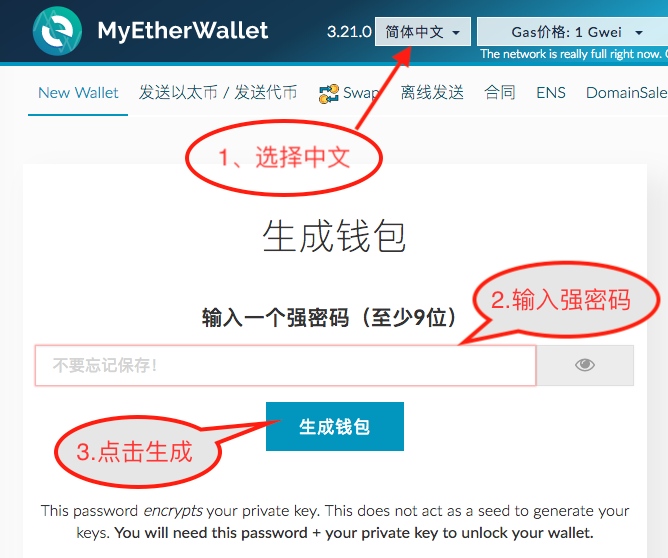 MyEtherWallet
3.21.0 简体中文 Gas价格: 1 Gwei
The network is really full right now.
New Wallet 发送以太币 / 发送代币 Swap 离线发送 合同 ENS DomainSale
1、选择中文
生成钱包
2.输入强密码
输入一个强密码（至少9位）
不要忘记保存！
生成钱包
3.点击生成
This password encrypts your private key. This does not act as a seed to generate your
keys. You will need this password + your private key to unlock your wallet.